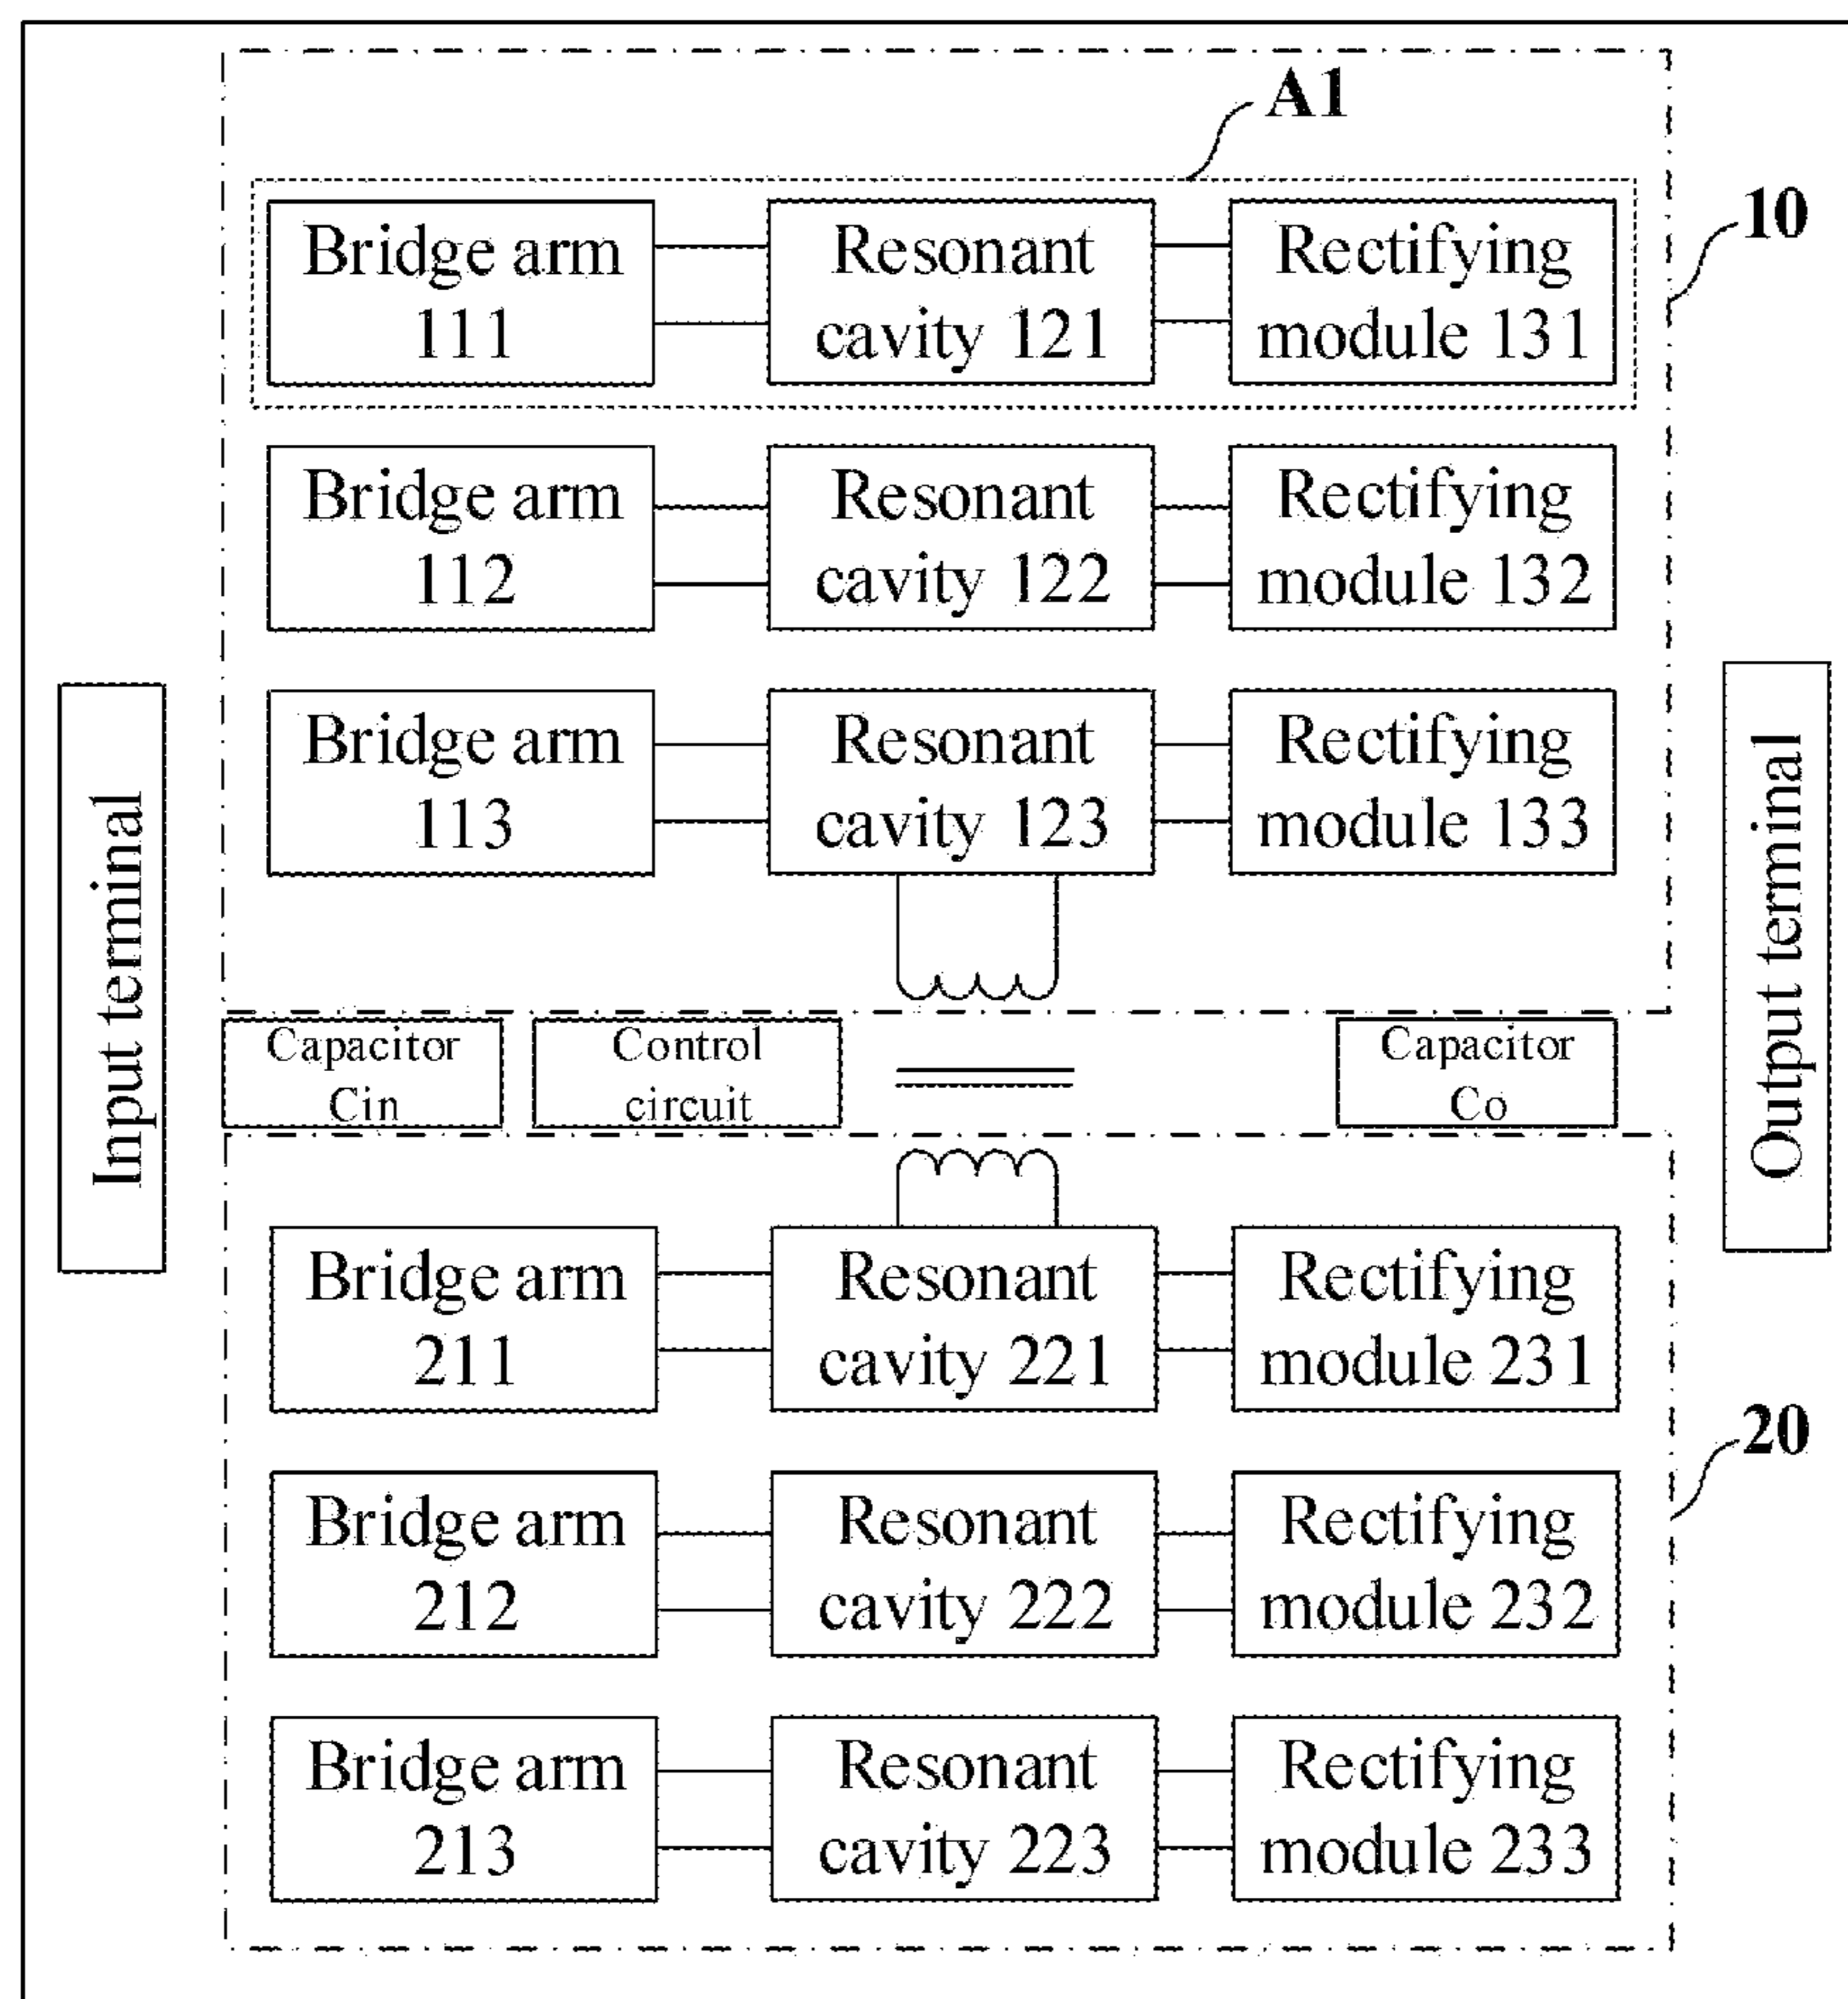 A1
10
Bridge arm
111
Resonant
cavity 121
Rectifying
module 131
Bridge arm
112
Resonant
cavity 122
Rectifying
module 132
Bridge arm
113
Resonant
cavity 123
Rectifying
module 133
Input terminal
Output terminal
Capacitor
Cin
Control
circuit
Capacitor
Co
Bridge arm
211
Resonant
cavity 221
Rectifying
module 231
20
Bridge arm
212
Resonant
cavity 222
Rectifying
module 232
Bridge arm
213
Resonant
cavity 223
Rectifying
module 233